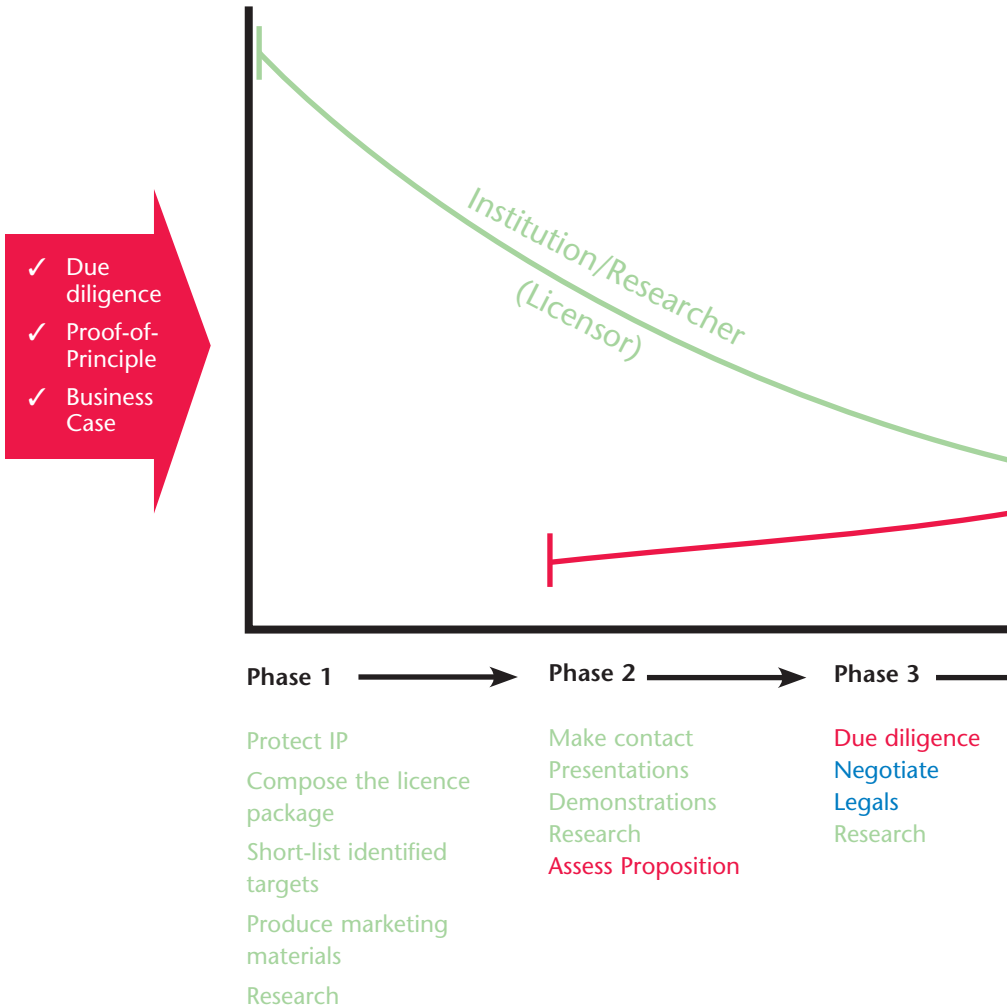 ✓ Due
diligence
✓ Proof-of-
Principle
✓ Business
Case
Institution/Researcher
(Licensor)
Phase 1
Protect IP
Compose the licence
package
Short-list identified
targets
Produce marketing
materials
Research
Phase 2
Make contact
Presentations
Demonstrations
Research
Assess Proposition
Phase 3
Due diligence
Negotiate
Legals
Research